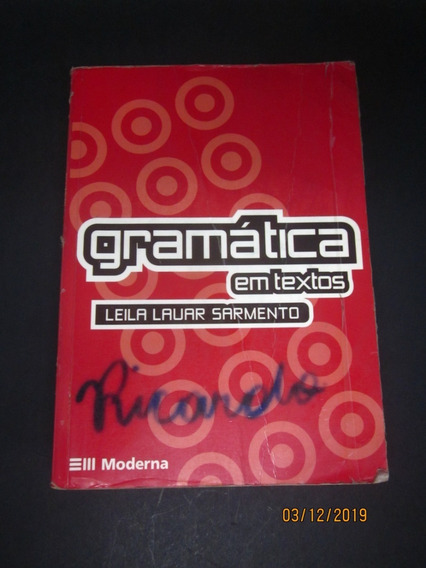 gramática
em textos
LEILA LAUAR SARMENTO
Ricardo
Moderna
03/12/2019